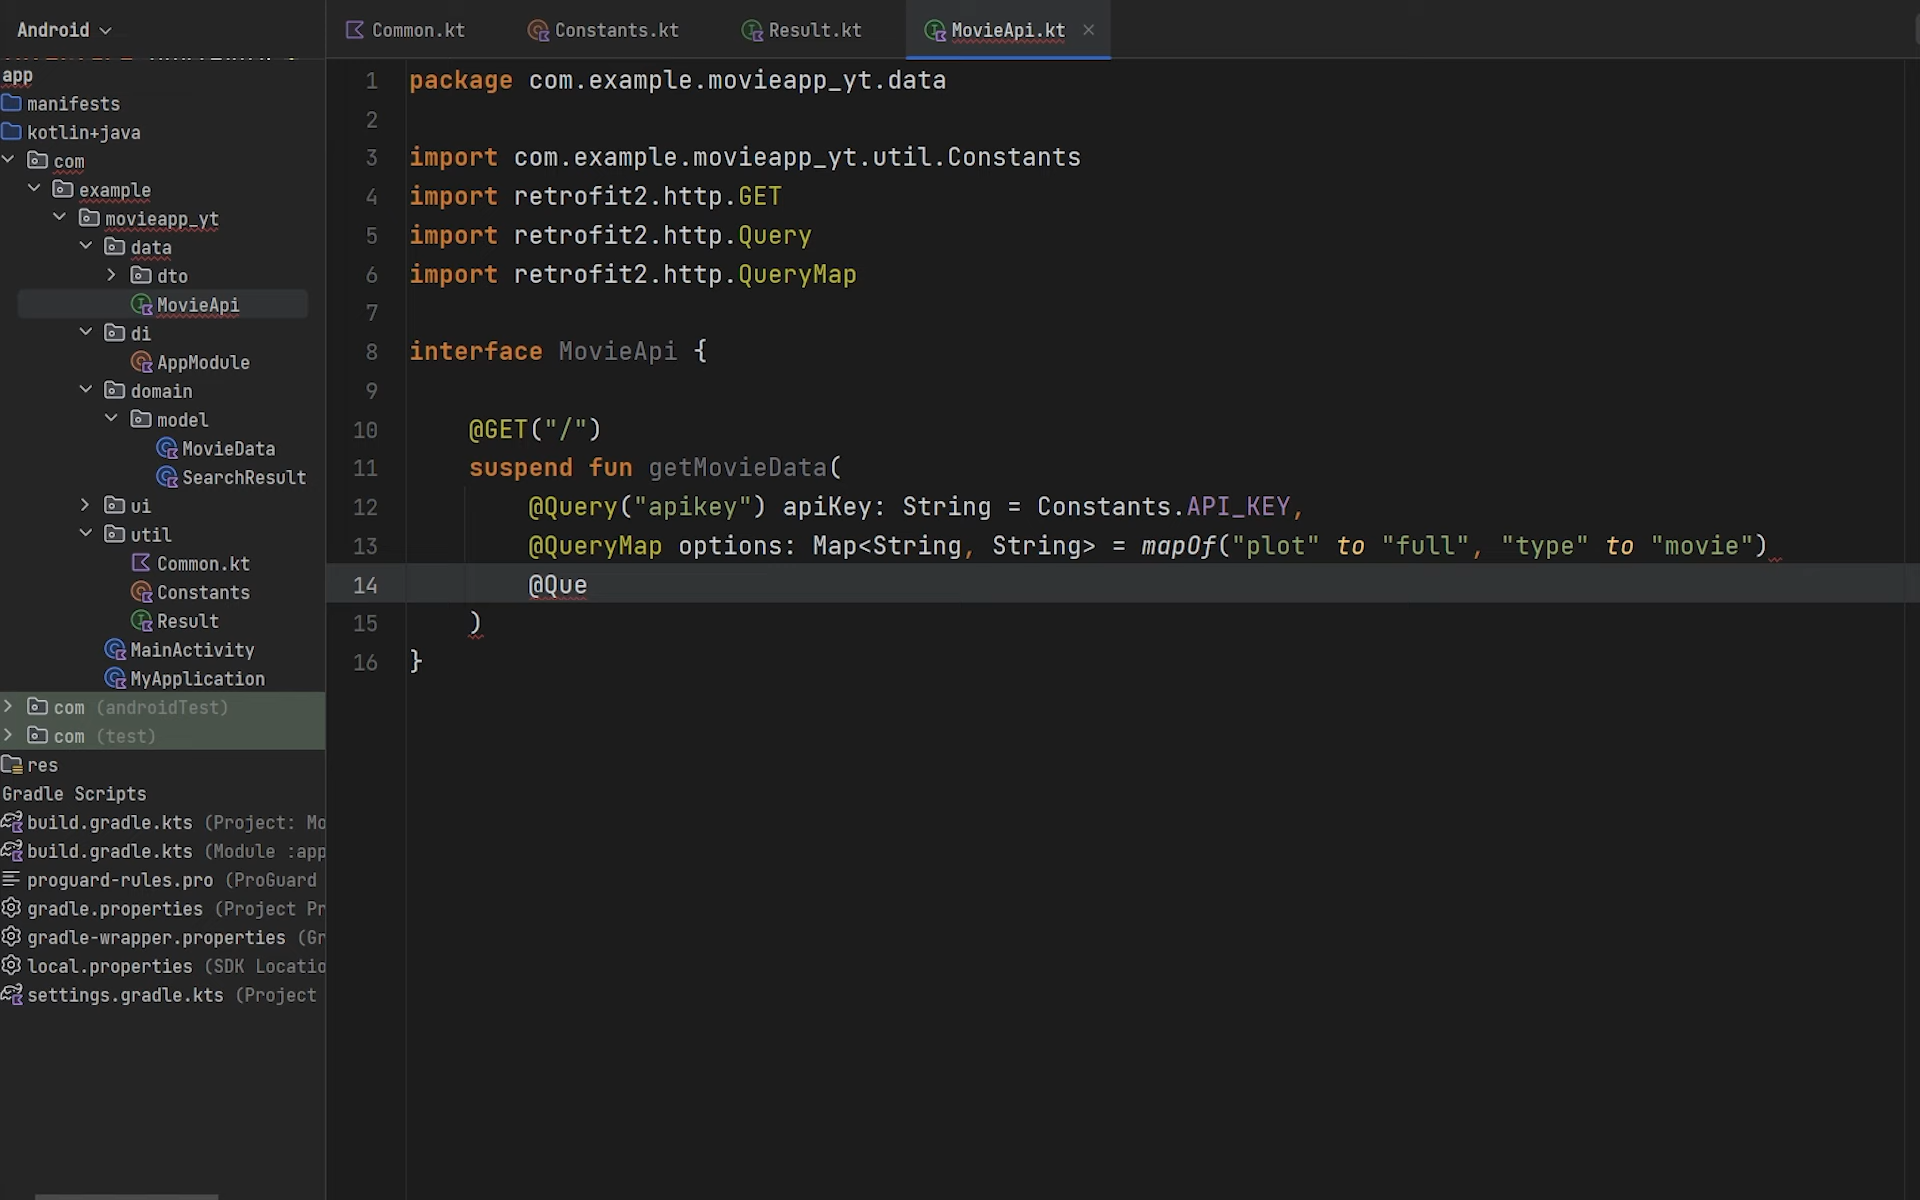 Android
Common.kt
Constants.kt
Result.kt
MovieApi.kt
app
manifests
kotlin+java
com
example
movieapp_yt
data
dto
MovieApi
di
AppModule
domain
model
MovieData
SearchResult
ui
util
Common.kt
Constants
Result
MainActivity
MyApplication
com (androidTest)
com (test)
res
Gradle Scripts
build.gradle.kts (Project: Mo
build.gradle.kts (Module :app
proguard-rules.pro (ProGuard
gradle.properties (Project Pr
gradle-wrapper.properties (Gr
local.properties (SDK Locatio
settings.gradle.kts (Project
1 package com.example.movieapp_yt.data
2
3 import com.example.movieapp_yt.util.Constants
4 import retrofit2.http.GET
5 import retrofit2.http.Query
6 import retrofit2.http.QueryMap
7
8 interface MovieApi {
9
10 @GET("/")
11 suspend fun getMovieData(
12 @Query("apikey") apiKey: String = Constants.API_KEY,
13 @QueryMap options: Map<String, String> = mapOf("plot" to "full", "type" to "movie")
14 @Que
15 )
16 }